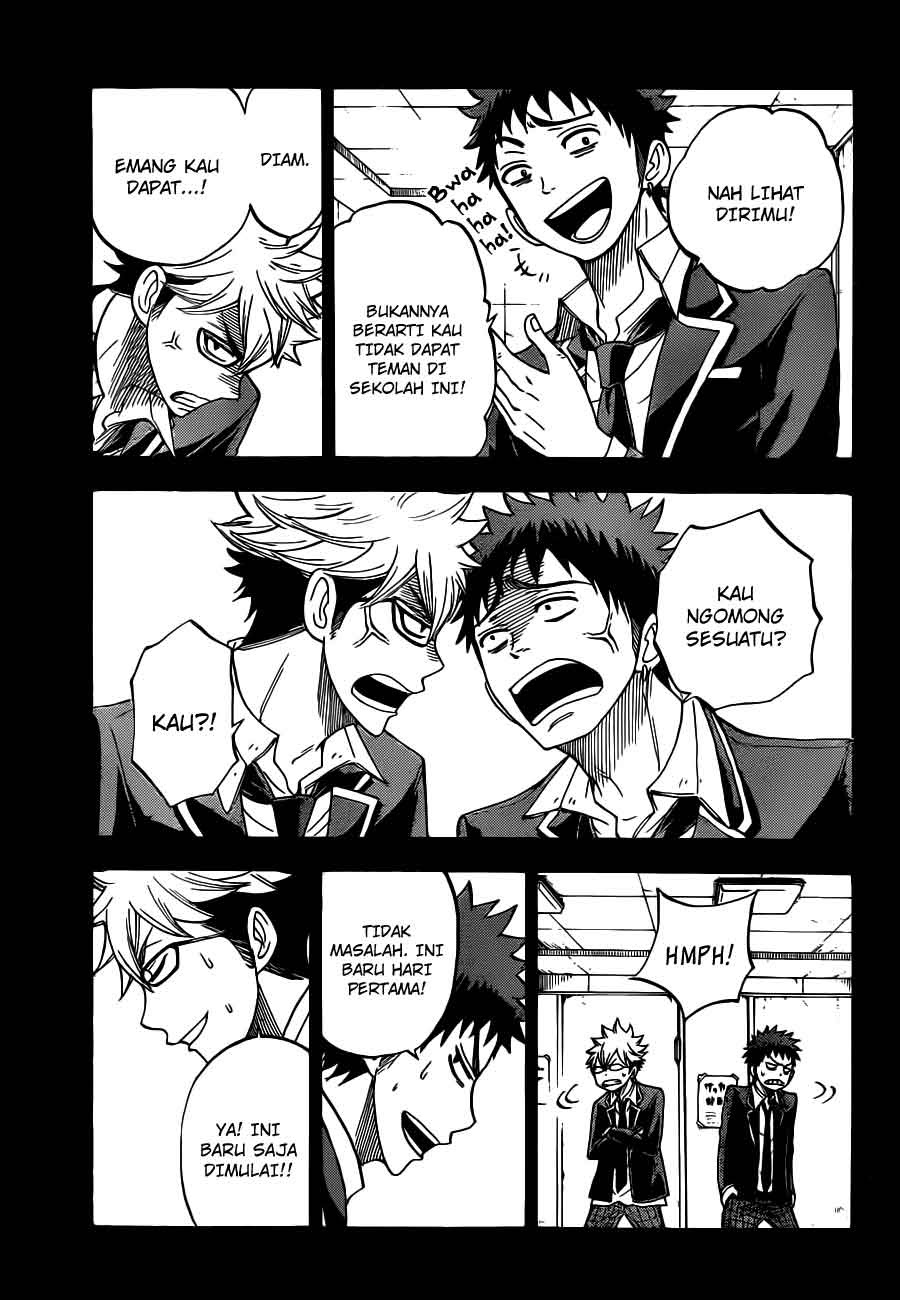 NAH LIHAT
DIRIMU!
Bwa
ha
ha
ha!
BUKANNYA
BERARTI KAU
TIDAK DAPAT
TEMAN DI
SEKOLAH INI!
DIAM.
EMANG KAU
DAPAT...!
KAU
NGOMONG
SESUATU?
KAU?!
HMPH!
TIDAK
MASALAH. INI
BARU HARI
PERTAMA!
YA! INI
BARU SAJA
DIMULAI!!